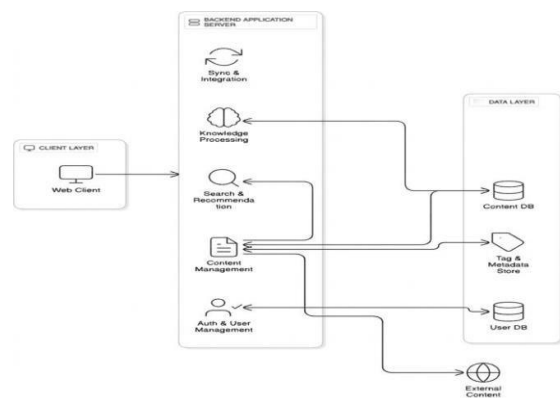 BACKEND APPLICATION
SERVER
Sync &
Integration
Knowledge
Processing
CLIENT LAYER
Web Client
Search &
Recommenda
tion
Content
Management
Auth & User
Management
DATA LAYER
Content DB
Tag &
Metadata
Store
User DB
External
Content